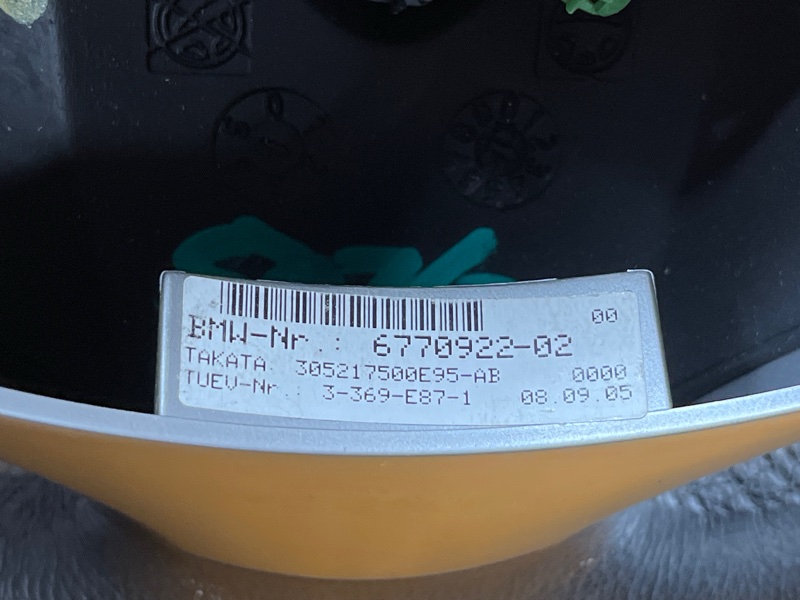 00
BMW-Nr.: 6770922-02
TAKATA 305217500E95-AB 0000
TUEV-Nr.: 3-369-E87-1 08.09.05